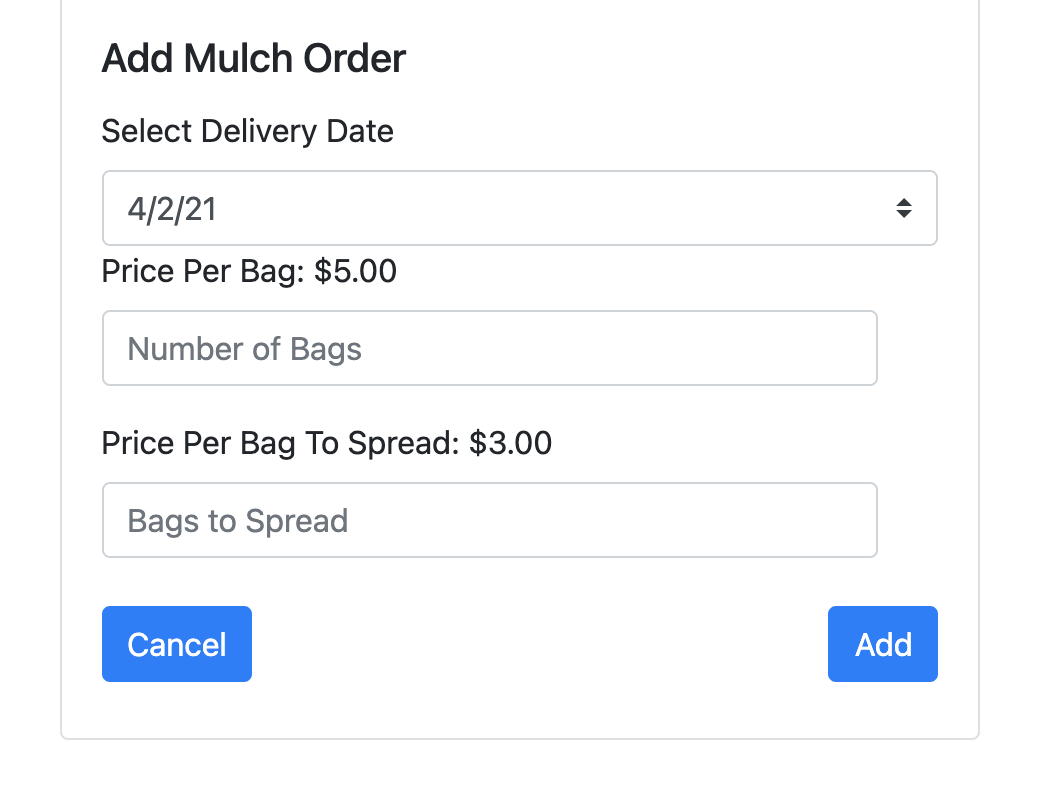 Add Mulch Order
Select Delivery Date
4/2/21
Price Per Bag: $5.00
Number of Bags
Price Per Bag To Spread: $3.00
Bags to Spread
Cancel
Add